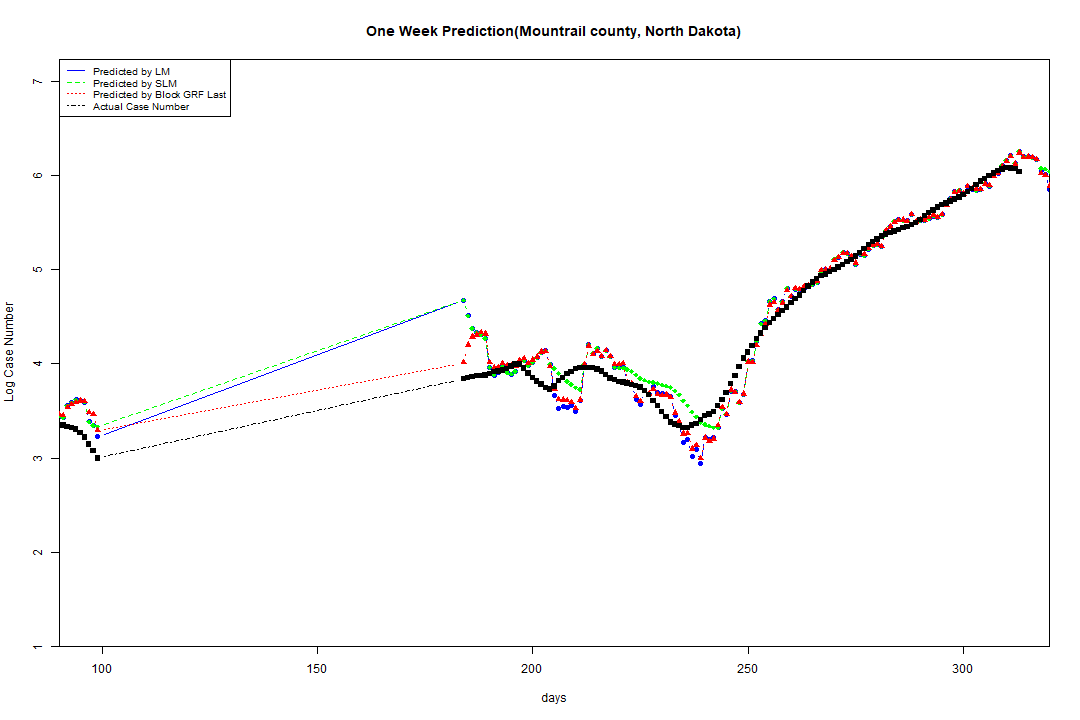 One Week Prediction(Mountrail county, North Dakota)
Predicted by LM
Predicted by SLM
Predicted by Block GRF Last
Actual Case Number
7
6
5
4
3
2
1
Log Case Number
100 150 200 250 300
days